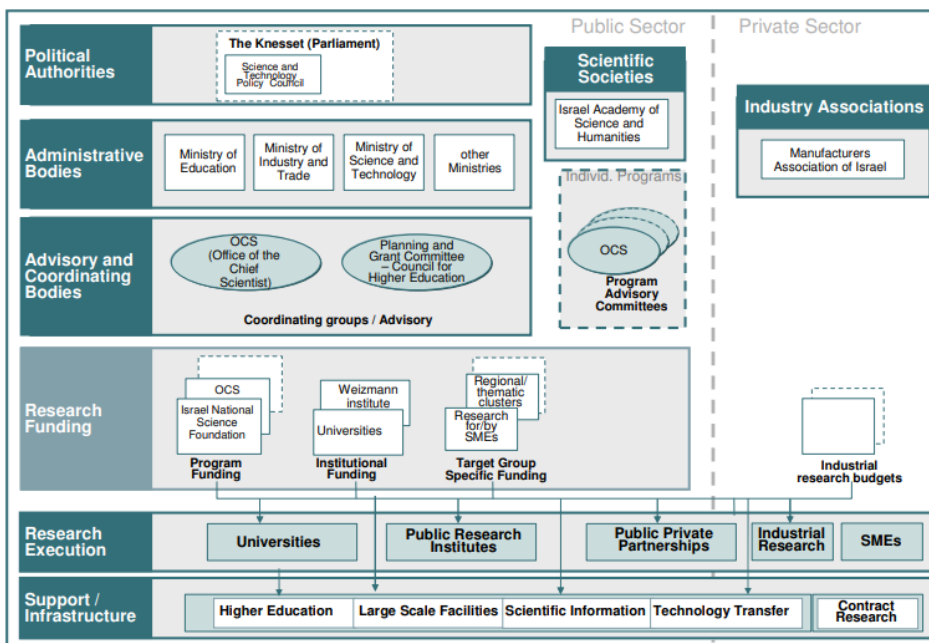 Public Sector
Private Sector
Political
Authorities
The Knesset (Parliament)
Science and
Technology
Policy Council
Scientific
Societies
Israel Academy of
Science and
Humanities
Industry Associations
Manufacturers
Association of Israel
Administrative
Bodies
Ministry of
Education
Ministry of
Industry and
Trade
Ministry of
Science and
Technology
other
Ministries
Individ. Programs
OCS
Program
Advisory
Committees
Advisory and
Coordinating
Bodies
OCS
(Office of the
Chief
Scientist)
Planning and
Grant Committee
– Council for
Higher Education
Coordinating groups / Advisory
Research
Funding
OCS
Israel National
Science
Foundation
Program
Funding
Weizmann
institute
Universities
Institutional
Funding
Regional/
thematic
clusters
Research
for/by
SMEs
Target Group
Specific Funding
Industrial
research budgets
Research
Execution
Universities
Public Research
Institutes
Public Private
Partnerships
Industrial
Research
SMEs
Support /
Infrastructure
Higher Education
Large Scale Facilities
Scientific Information
Technology Transfer
Contract
Research